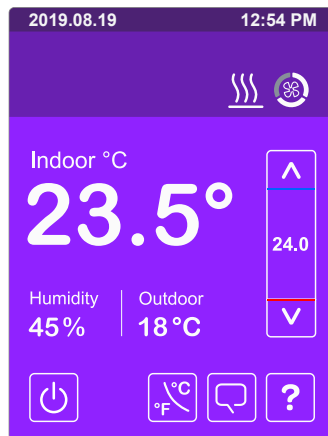 2019.08.19 12:54 PM
Indoor °C
23.5°
24.0
Humidity Outdoor
45% 18°C
°C
°F
?